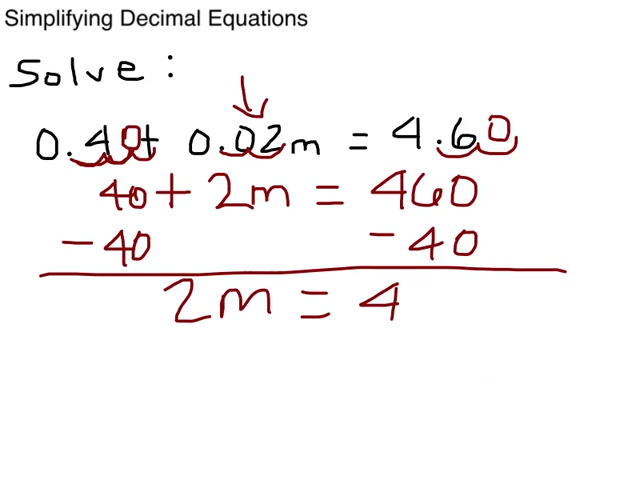 Simplifying Decimal Equations
Solve:
0.40+ 0.02m = 4.60
40 + 2m = 460
-40 -40
2m = 4